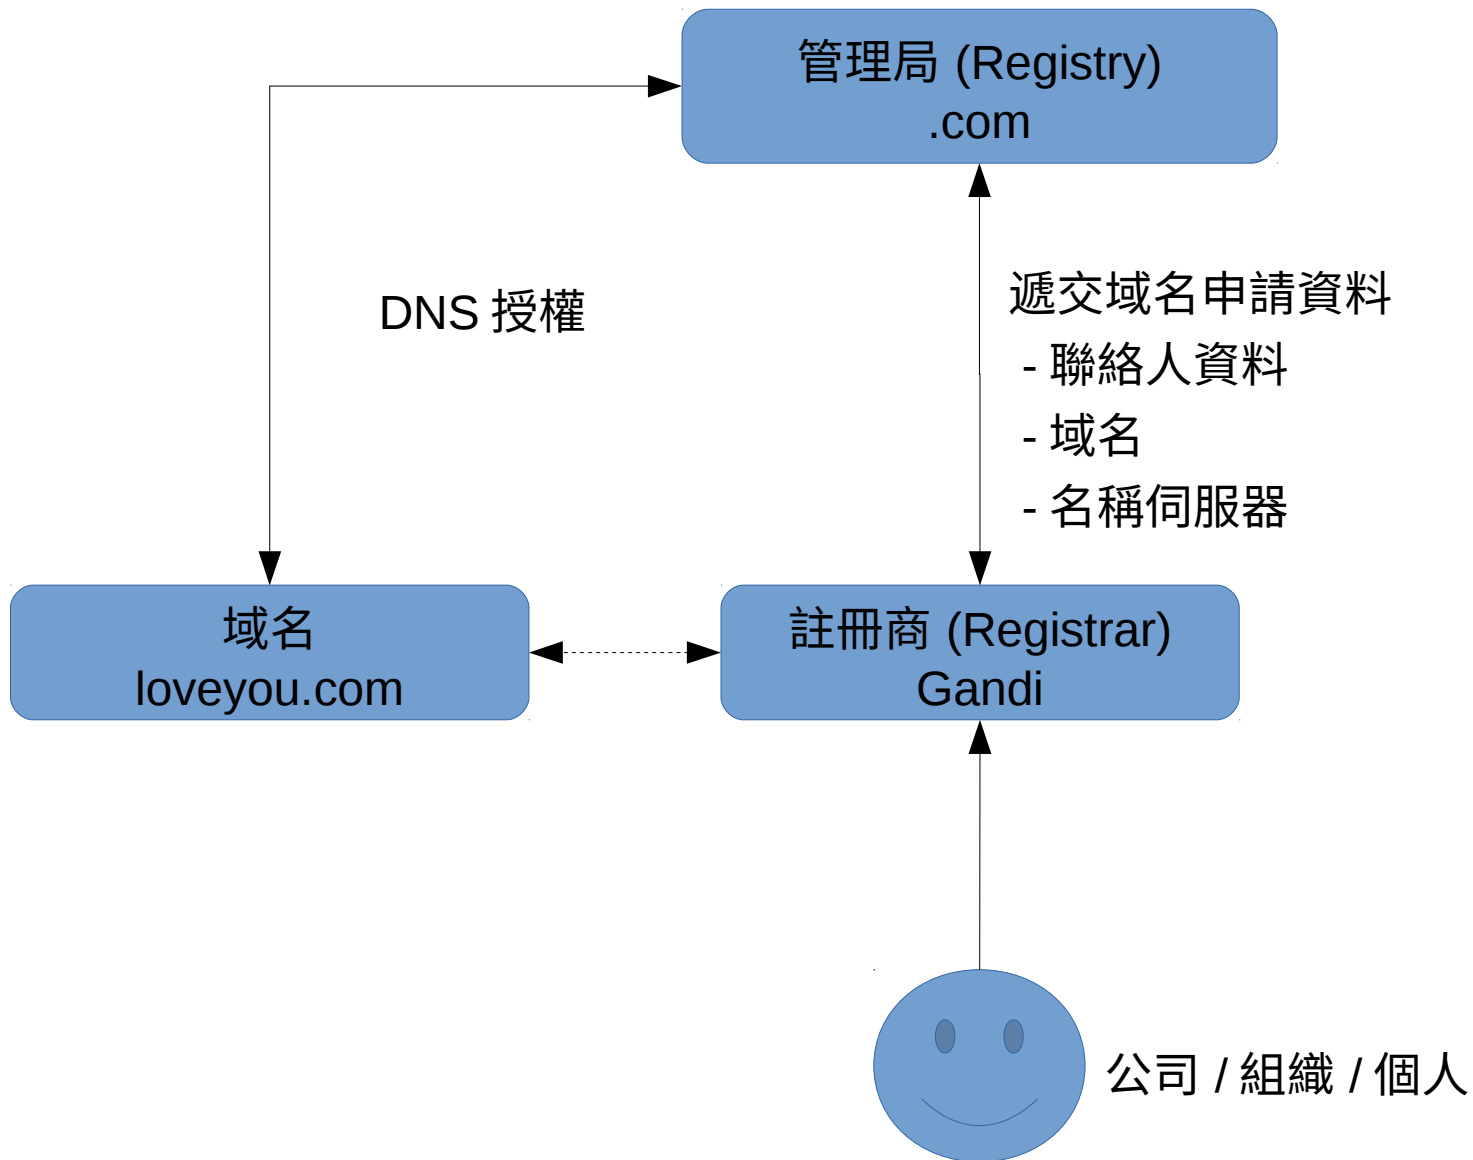 管理局 (Registry)
.com
DNS 授權
遞交域名申請資料
- 聯絡人資料
- 域名
- 名稱伺服器
域名
loveyou.com
註冊商 (Registrar)
Gandi
公司 / 組織 / 個人